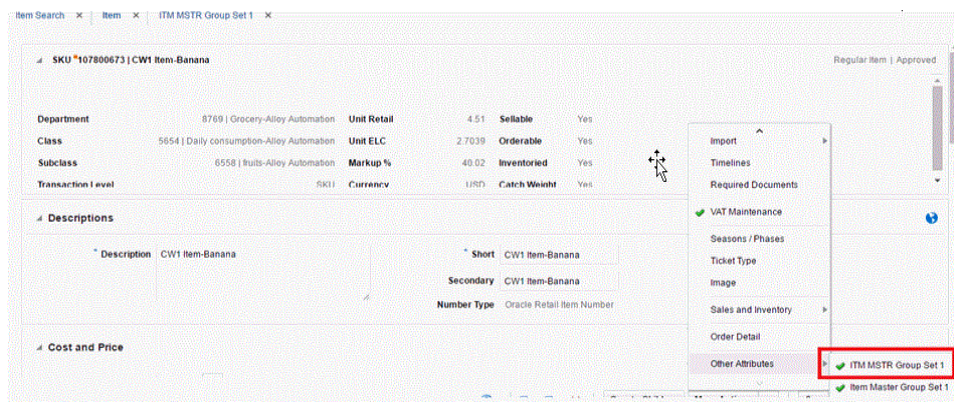 Item Search × Item × ITM MSTR Group Set 1 ×
SKU *107800673 | CW1 Item-Banana Regular Item | Approved
Department 8769 | Grocery-Alloy Automation Unit Retail 4.51 Sellable Yes
Class 5654 | Daily consumption-Alloy Automation Unit ELC 2.7039 Orderable Yes
Subclass 6558 | fruits-Alloy Automation Markup % 40.02 Inventoried Yes
Transaction Level SKU Currency USD Catch Weight Yes
Import
Timelines
Required Documents
VAT Maintenance
Seasons / Phases
Ticket Type
Image
Sales and Inventory
Order Detail
Other Attributes
ITM MSTR Group Set 1
Item Master Group Set 1
Descriptions
* Description CW1 Item-Banana * Short CW1 Item-Banana
Secondary CW1 Item-Banana
Number Type Oracle Retail Item Number
Cost and Price